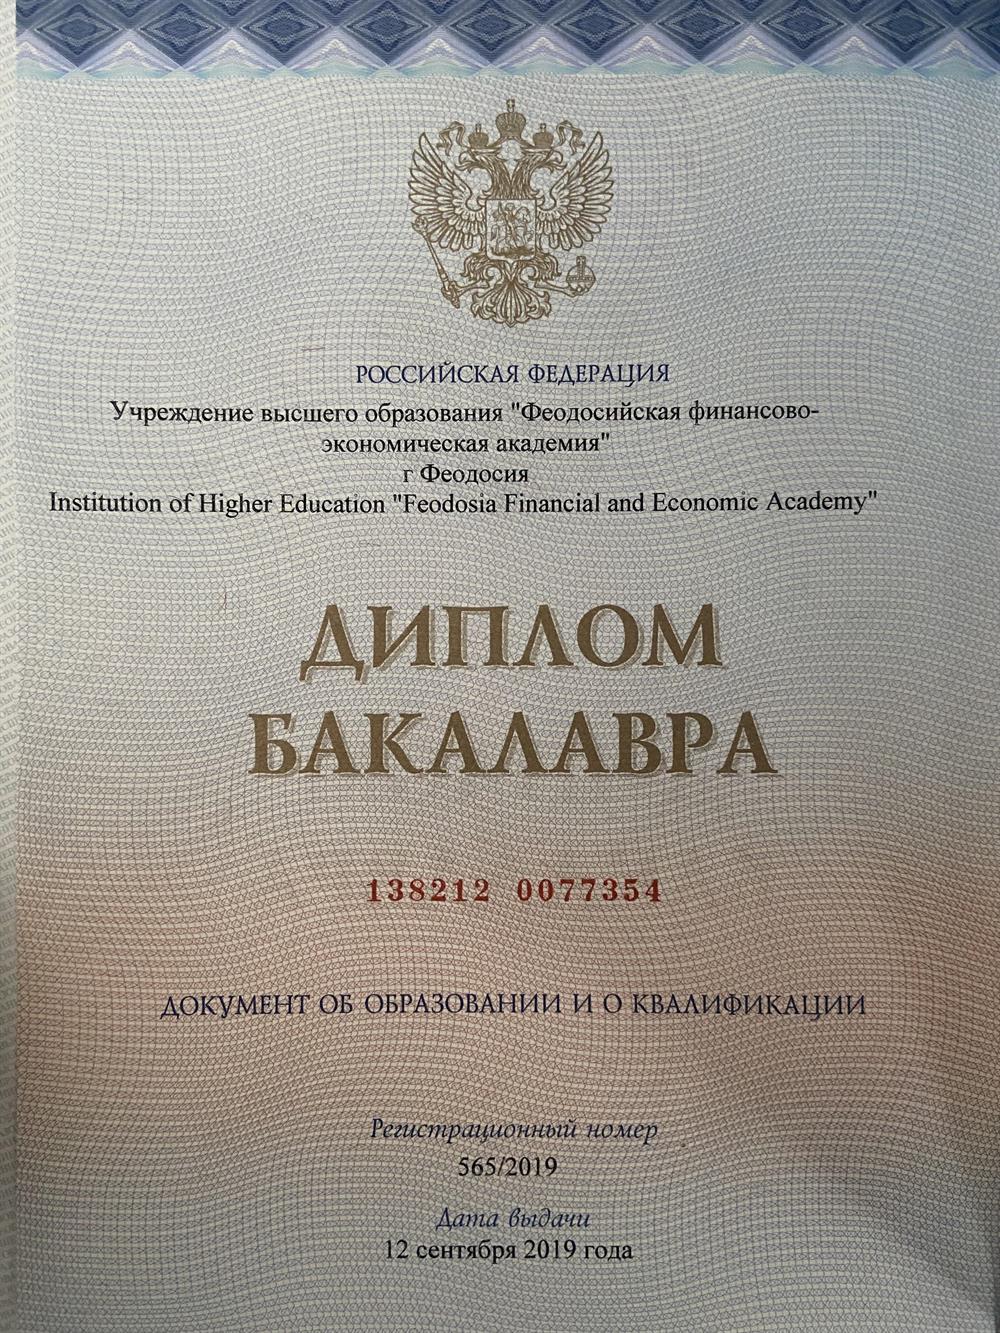 РОССИЙСКАЯ ФЕДЕРАЦИЯ
Учреждение высшего образования "Феодосийская финансово-
экономическая академия"
г Феодосия
Institution of Higher Education "Feodosia Financial and Economic Academy"
ДИПЛОМ
БАКАЛАВРА
138212 0077354
ДОКУМЕНТ ОБ ОБРАЗОВАНИИ И О КВАЛИФИКАЦИИ
Регистрационный номер
565/2019
Дата выдачи
12 сентября 2019 года